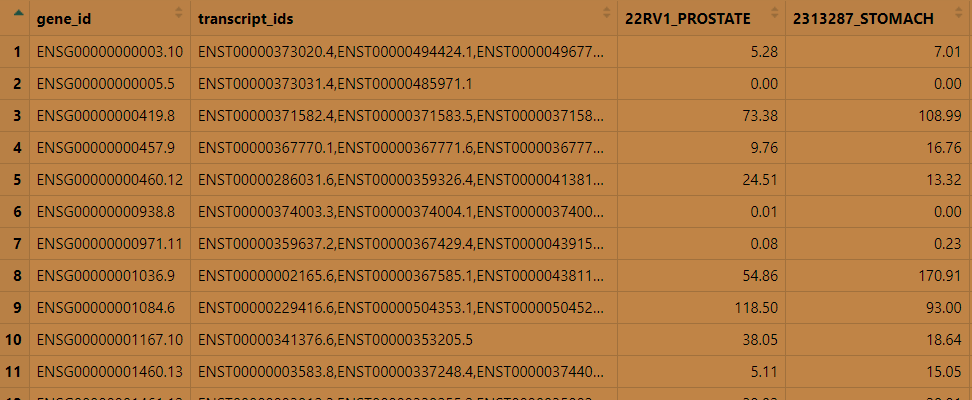 gene_id transcript_ids 22RV1_PROSTATE 2313287_STOMACH
1 ENSG00000000003.10 ENST00000373020.4,ENST00000494424.1,ENST0000049677... 5.28 7.01
2 ENSG00000000005.5 ENST00000373031.4,ENST00000485971.1 0.00 0.00
3 ENSG00000000419.8 ENST00000371582.4,ENST00000371583.5,ENST00000037158... 73.38 108.99
4 ENSG00000000457.9 ENST00000367770.1,ENST00000367771.6,ENST0000036777... 9.76 16.76
5 ENSG00000000460.12 ENST00000286031.6,ENST00000359326.4,ENST0000041381... 24.51 13.32
6 ENSG00000000938.8 ENST00000374003.3,ENST00000374004.1,ENST0000037400... 0.01 0.00
7 ENSG00000000971.11 ENST00000359637.2,ENST00000367429.4,ENST0000043915... 0.08 0.23
8 ENSG00000001036.9 ENST00000002165.6,ENST00000367585.1,ENST0000043811... 54.86 170.91
9 ENSG00000001084.6 ENST00000229416.6,ENST00000504353.1,ENST0000050452... 118.50 93.00
10 ENSG00000001167.10 ENST00000341376.6,ENST00000353205.5 38.05 18.64
11 ENSG00000001460.13 ENST00000003583.8,ENST00000337248.4,ENST0000037440... 5.11 15.05